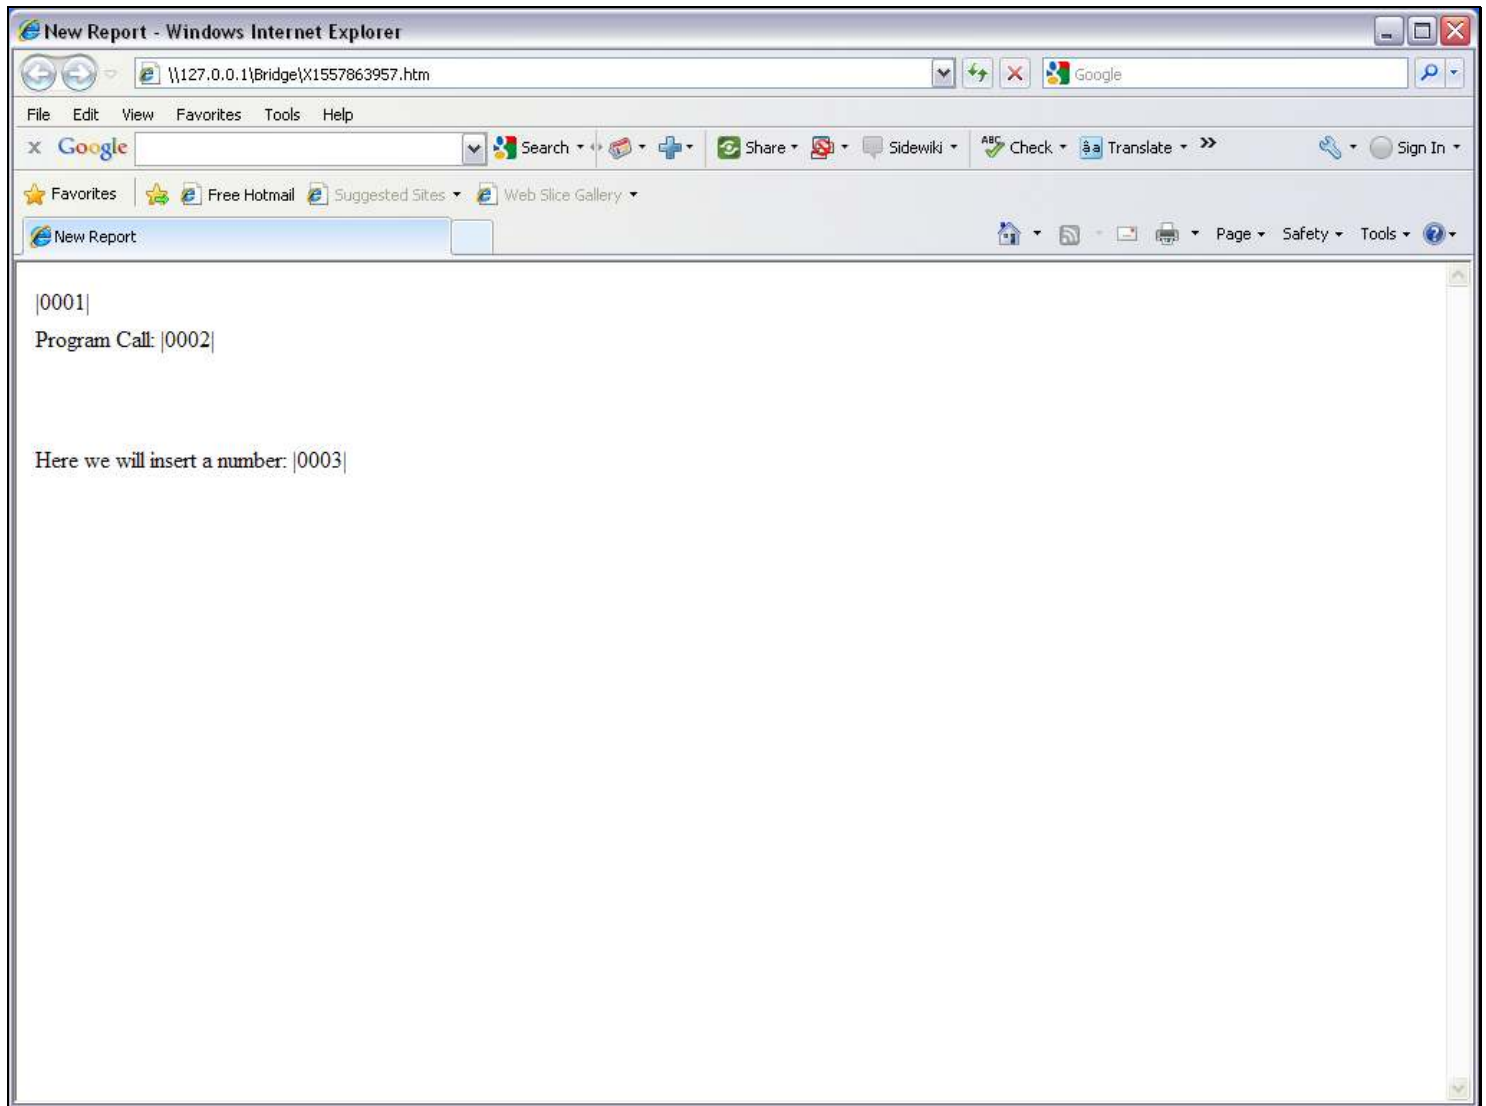 New Report - Windows Internet Explorer
\\127.0.0.1\Bridge\X1557863957.htm
Google
File Edit View Favorites Tools Help
x Google Search Share Sidewiki ABC Check āa Translate » Sign In
Favorites Free Hotmail Suggested Sites Web Slice Gallery
New Report Page Safety Tools
|0001|
Program Call: |0002|
Here we will insert a number: |0003|